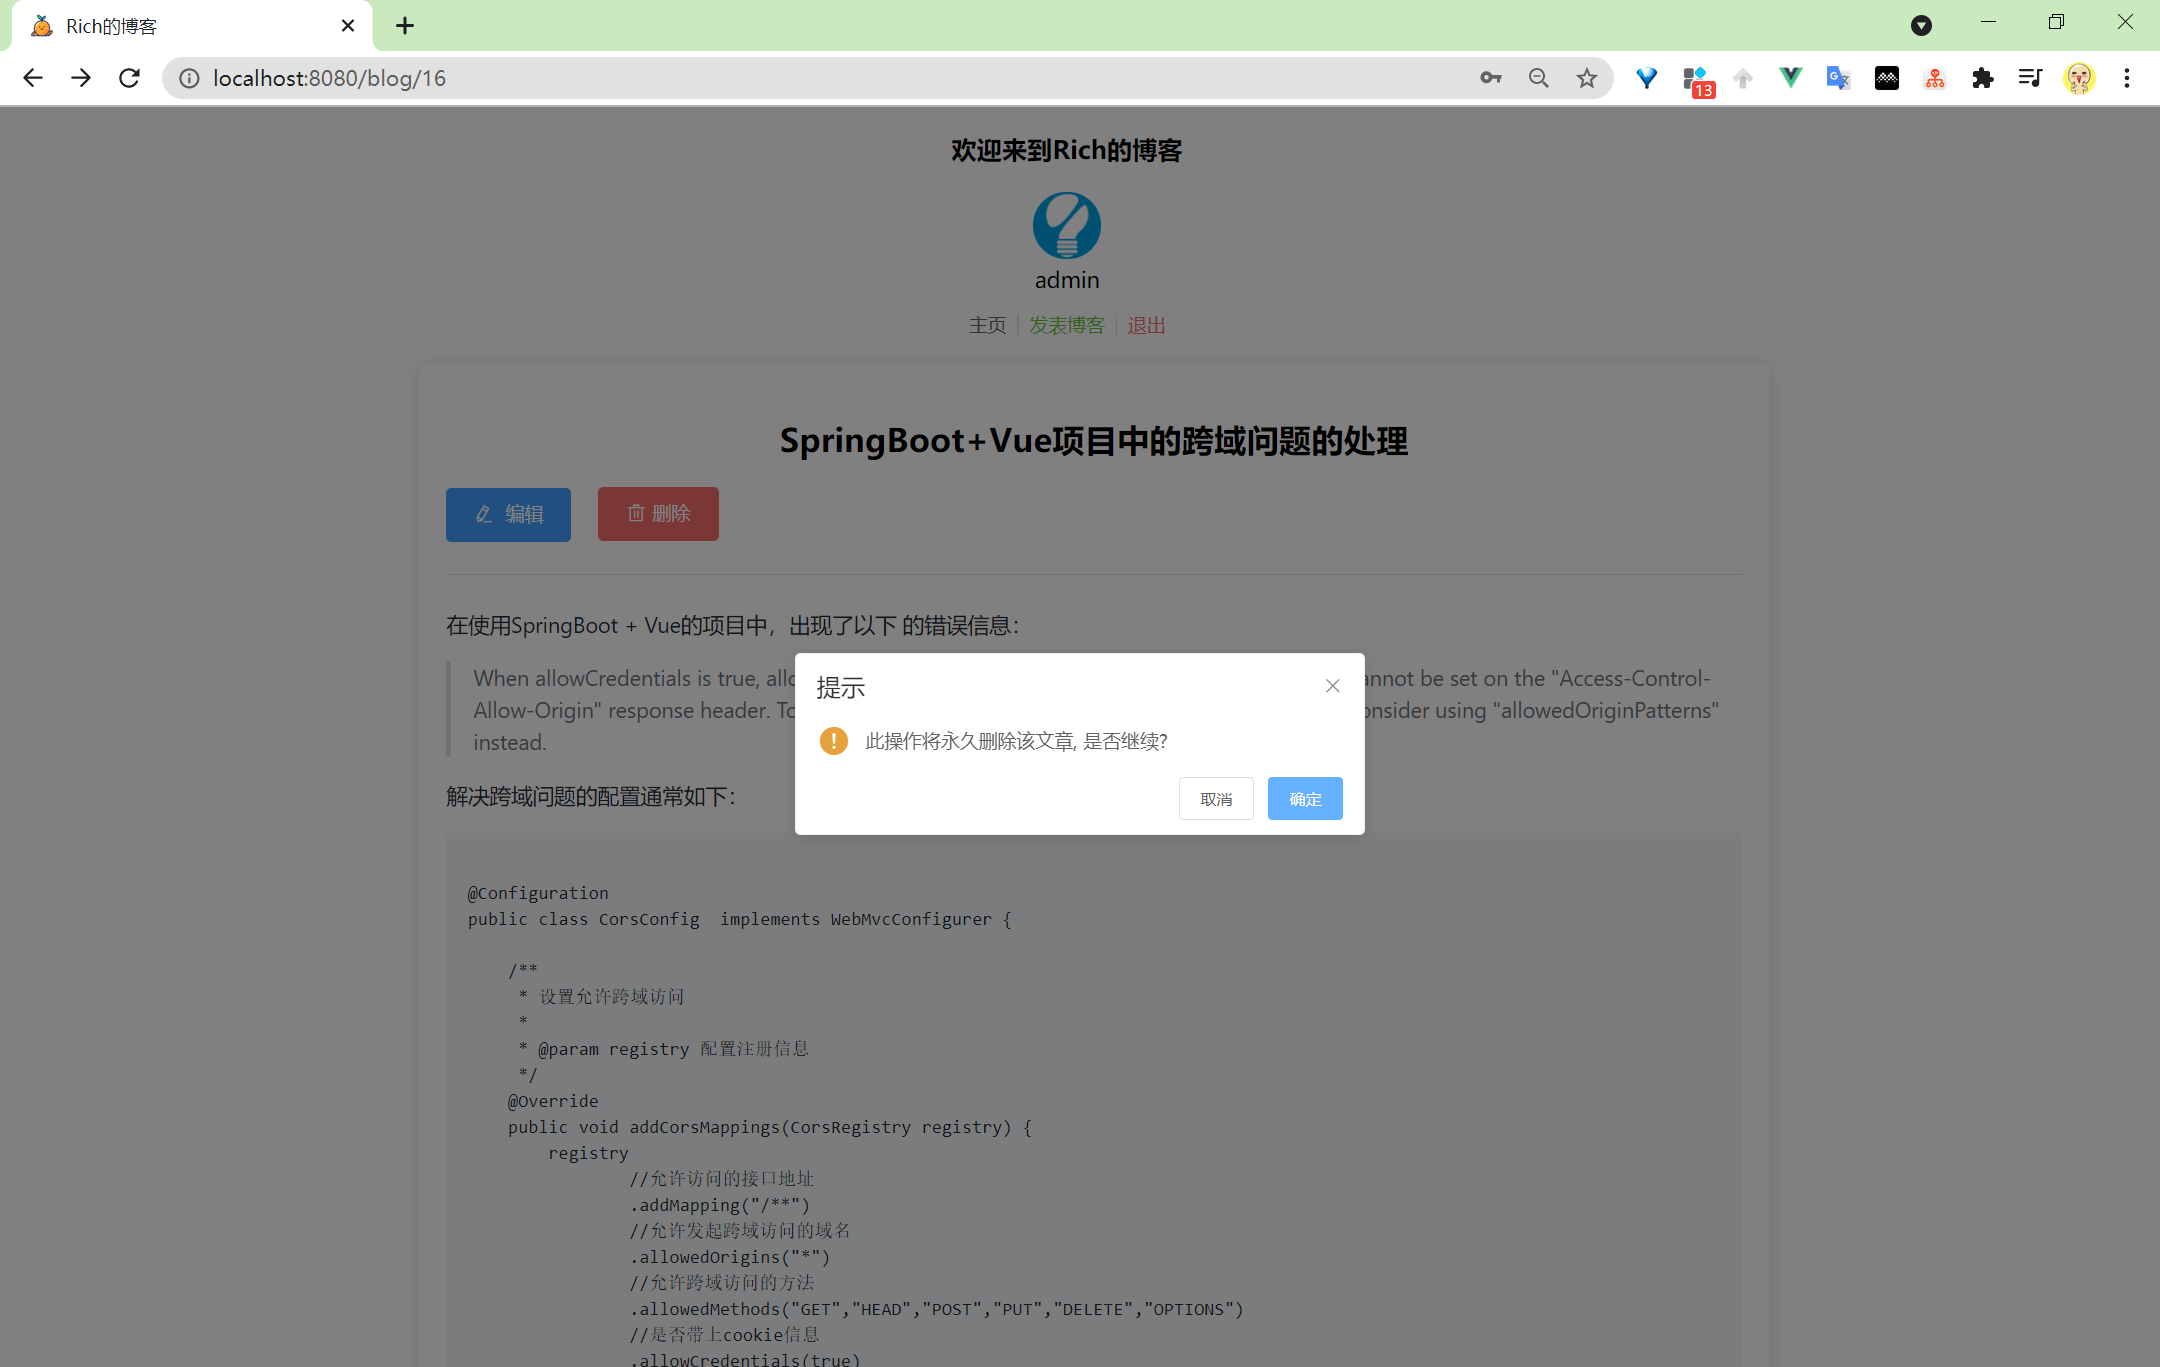 Rich的博客
localhost:8080/blog/16
13
欢迎来到Rich的博客
admin
主页 发表博客 退出
SpringBoot+Vue项目中的跨域问题的处理
编辑 删除
在使用SpringBoot + Vue的项目中，出现了以下 的错误信息：
When allowCredentials is true, allo
annot be set on the "Access-Control-
Allow-Origin" response header. To
onsider using "allowedOriginPatterns"
instead.
提示
此操作将永久删除该文章, 是否继续?
取消 确定
解决跨域问题的配置通常如下：
@Configuration
public class CorsConfig  implements WebMvcConfigurer {
/**
* 设置允许跨域访问
*
* @param registry 配置注册信息
*/
@Override
public void addCorsMappings(CorsRegistry registry) {
registry
//允许访问的接口地址
.addMapping("/**")
//允许发起跨域访问的域名
.allowedOrigins("*")
//允许跨域访问的方法
.allowedMethods("GET","HEAD","POST","PUT","DELETE","OPTIONS")
//是否带上cookie信息
.allowCredentials(true)